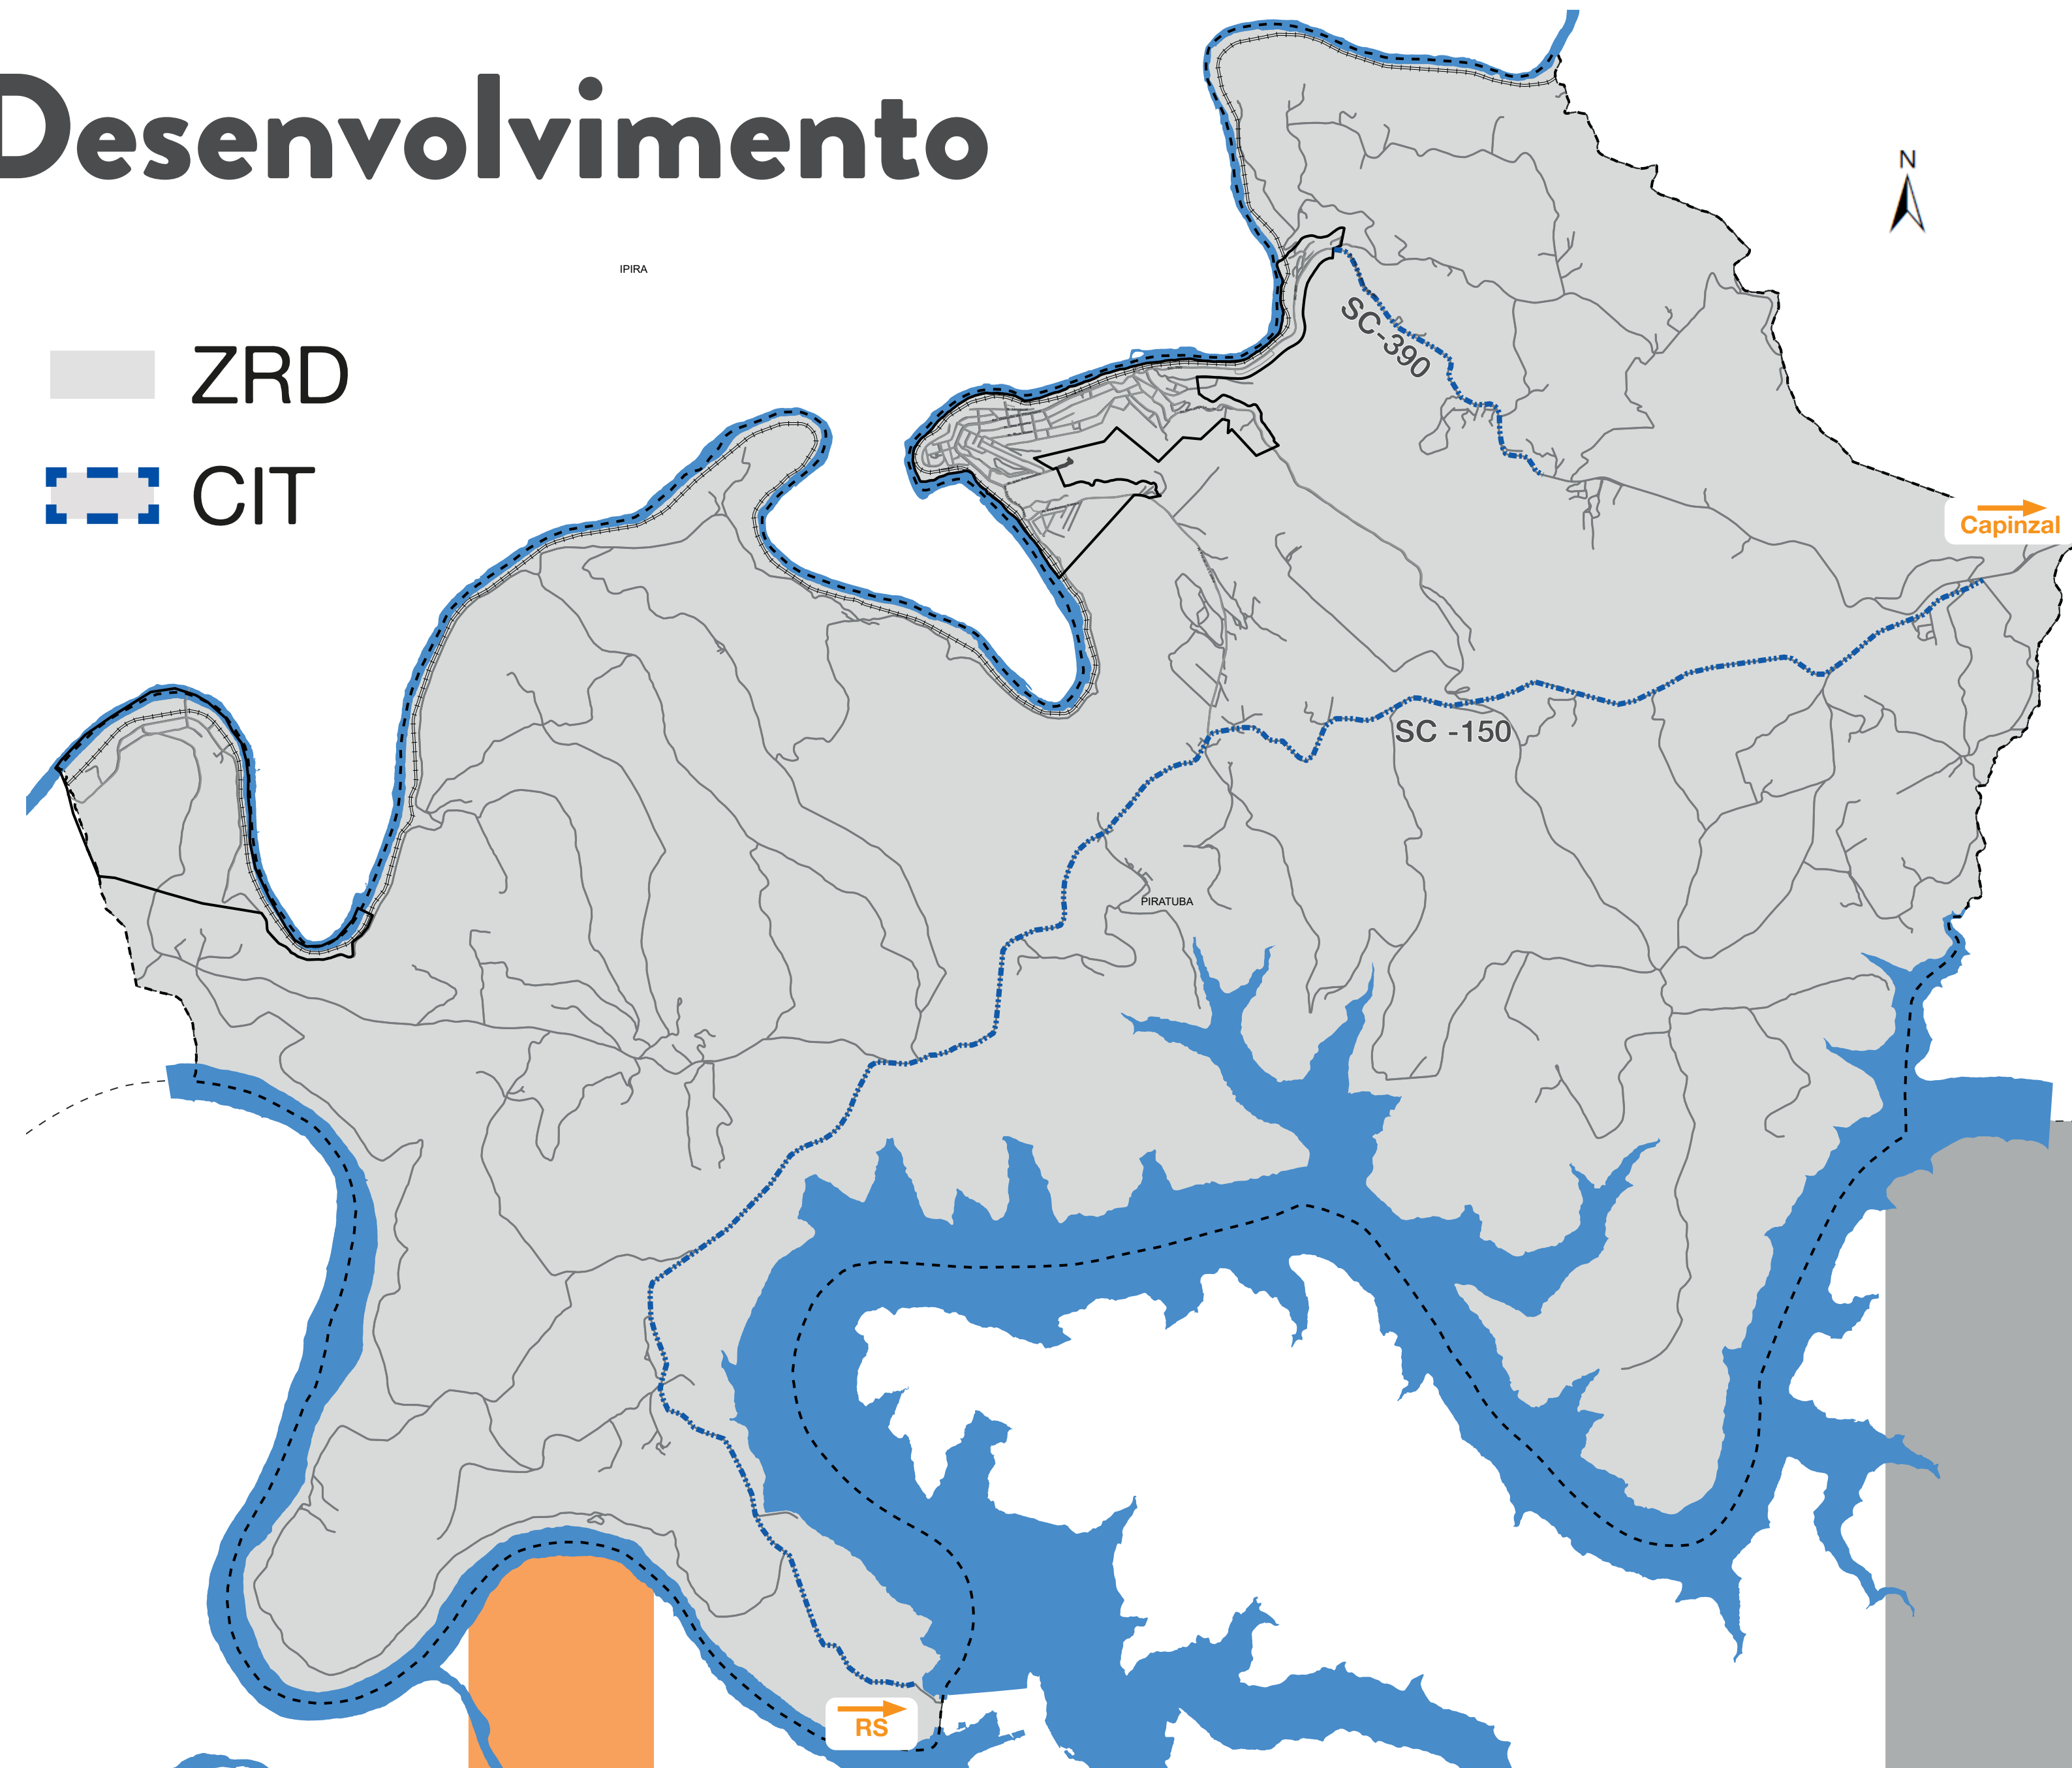 Desenvolvimento
N
IPIRA
ZRD
SC-390
CIT
Capinzal
SC -150
PIRATUBA
RS